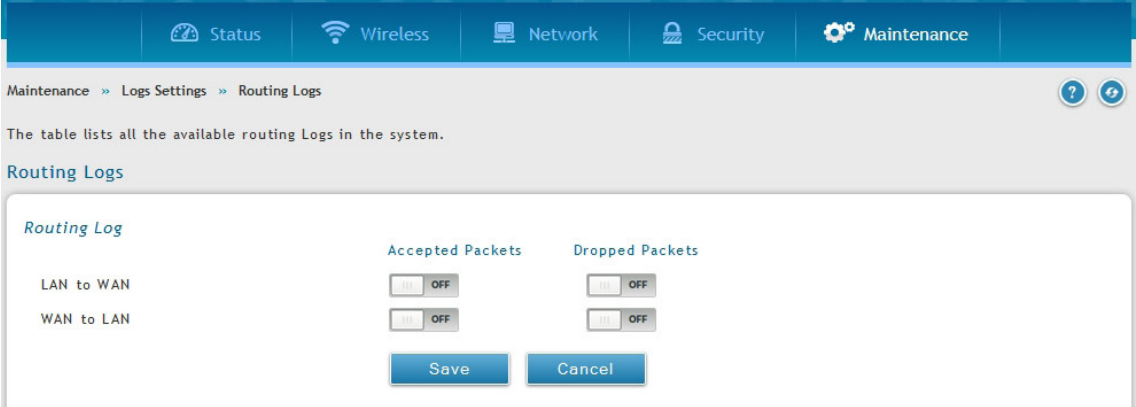 Status Wireless Network Security Maintenance
Maintenance » Logs Settings » Routing Logs
The table lists all the available routing Logs in the system.
Routing Logs
Routing Log
Accepted Packets Dropped Packets
LAN to WAN OFF OFF
WAN to LAN OFF OFF
Save Cancel